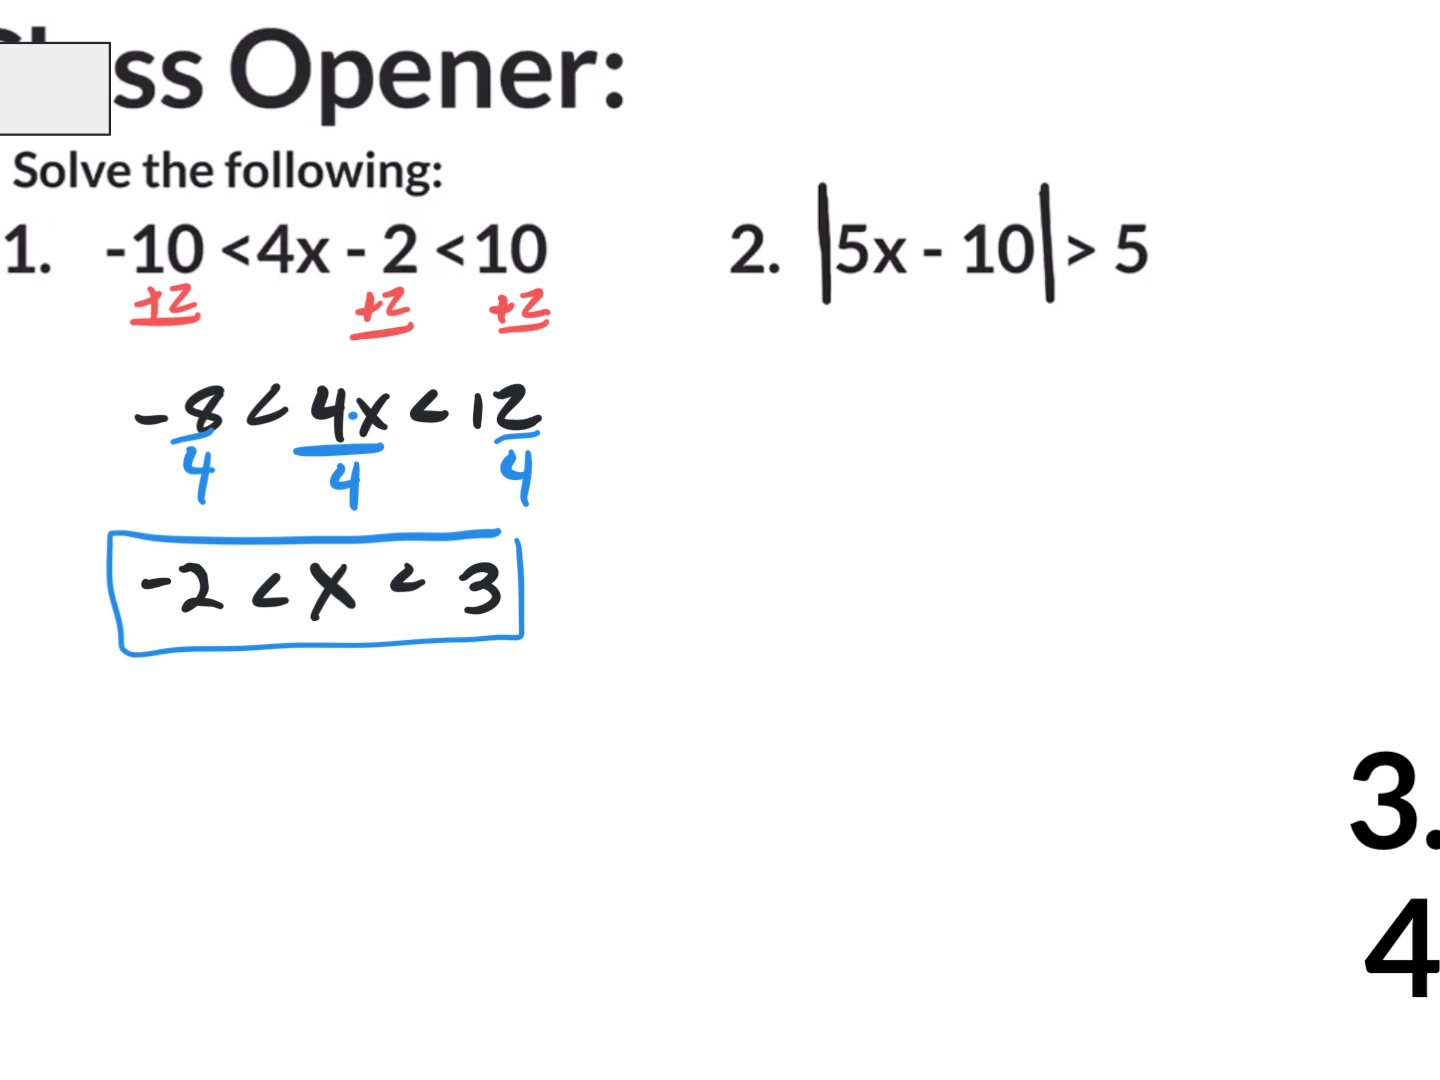 ss Opener:
Solve the following:
1. -10 < 4x - 2 < 10
+2 +2 +2
-8 < 4·x < 12
4 4 4
-2 < x < 3
2. |5x - 10| > 5
3.
4